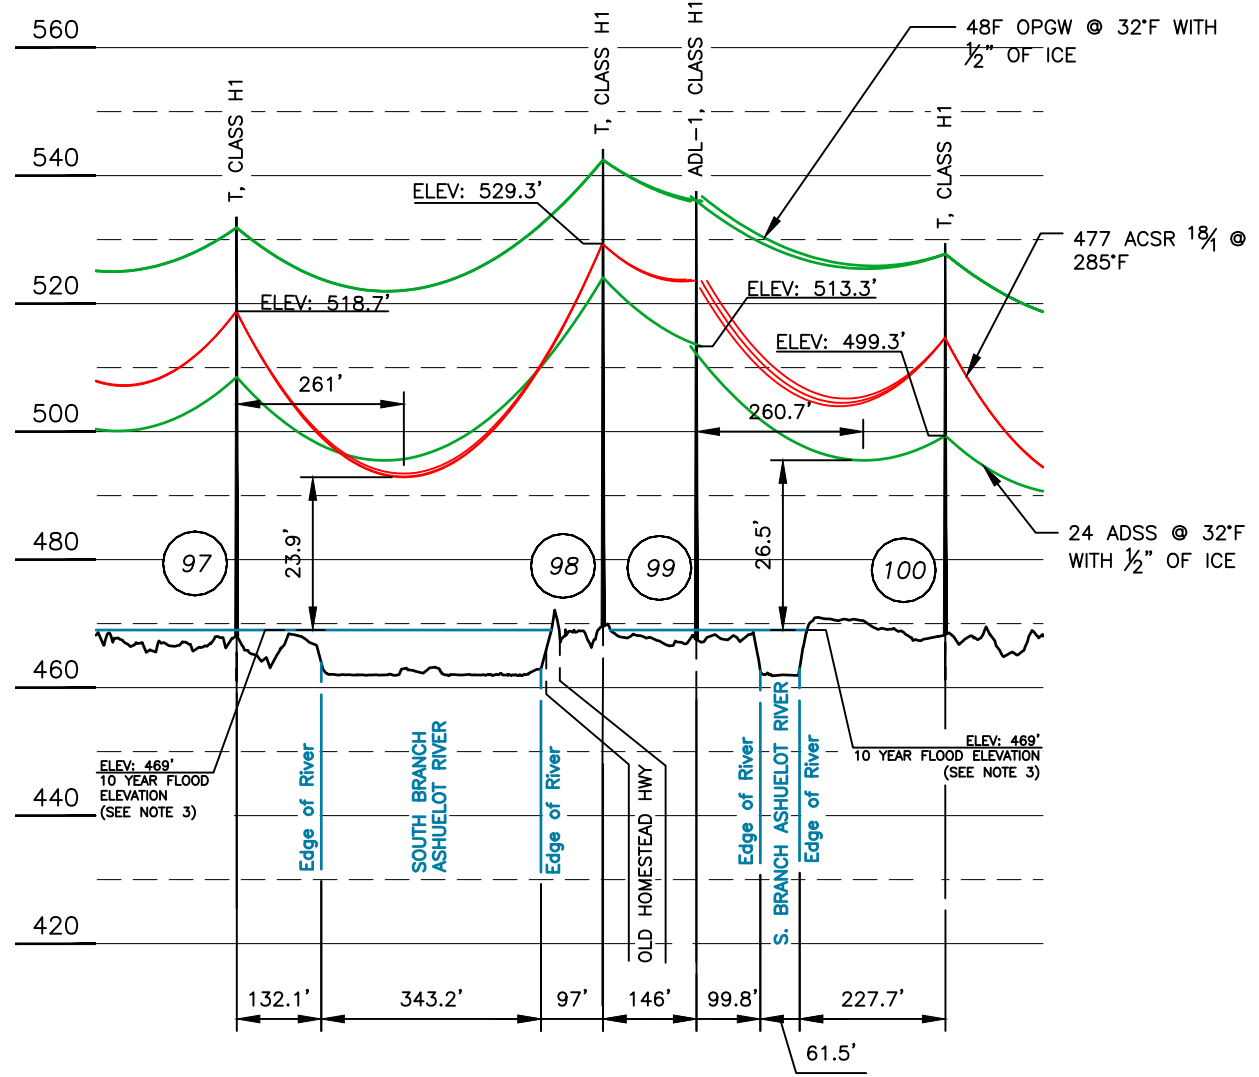 560
540
520
500
480
460
440
420
T, CLASS H1
T, CLASS H1
ADL-1, CLASS H1
T, CLASS H1
48F OPGW @ 32°F WITH
½" OF ICE
477 ACSR 18/1 @
285°F
24 ADSS @ 32°F
WITH ½" OF ICE
ELEV: 529.3'
ELEV: 518.7'
ELEV: 513.3'
ELEV: 499.3'
261'
260.7'
23.9'
26.5'
97
98
99
100
ELEV: 469'
10 YEAR FLOOD
ELEVATION
(SEE NOTE 3)
Edge of River
SOUTH BRANCH
ASHUELOT RIVER
Edge of River
OLD HOMESTEAD HWY
Edge of River
S. BRANCH ASHUELOT RIVER
Edge of River
ELEV: 469'
10 YEAR FLOOD ELEVATION
(SEE NOTE 3)
132.1'
343.2'
97'
146'
99.8'
227.7'
61.5'